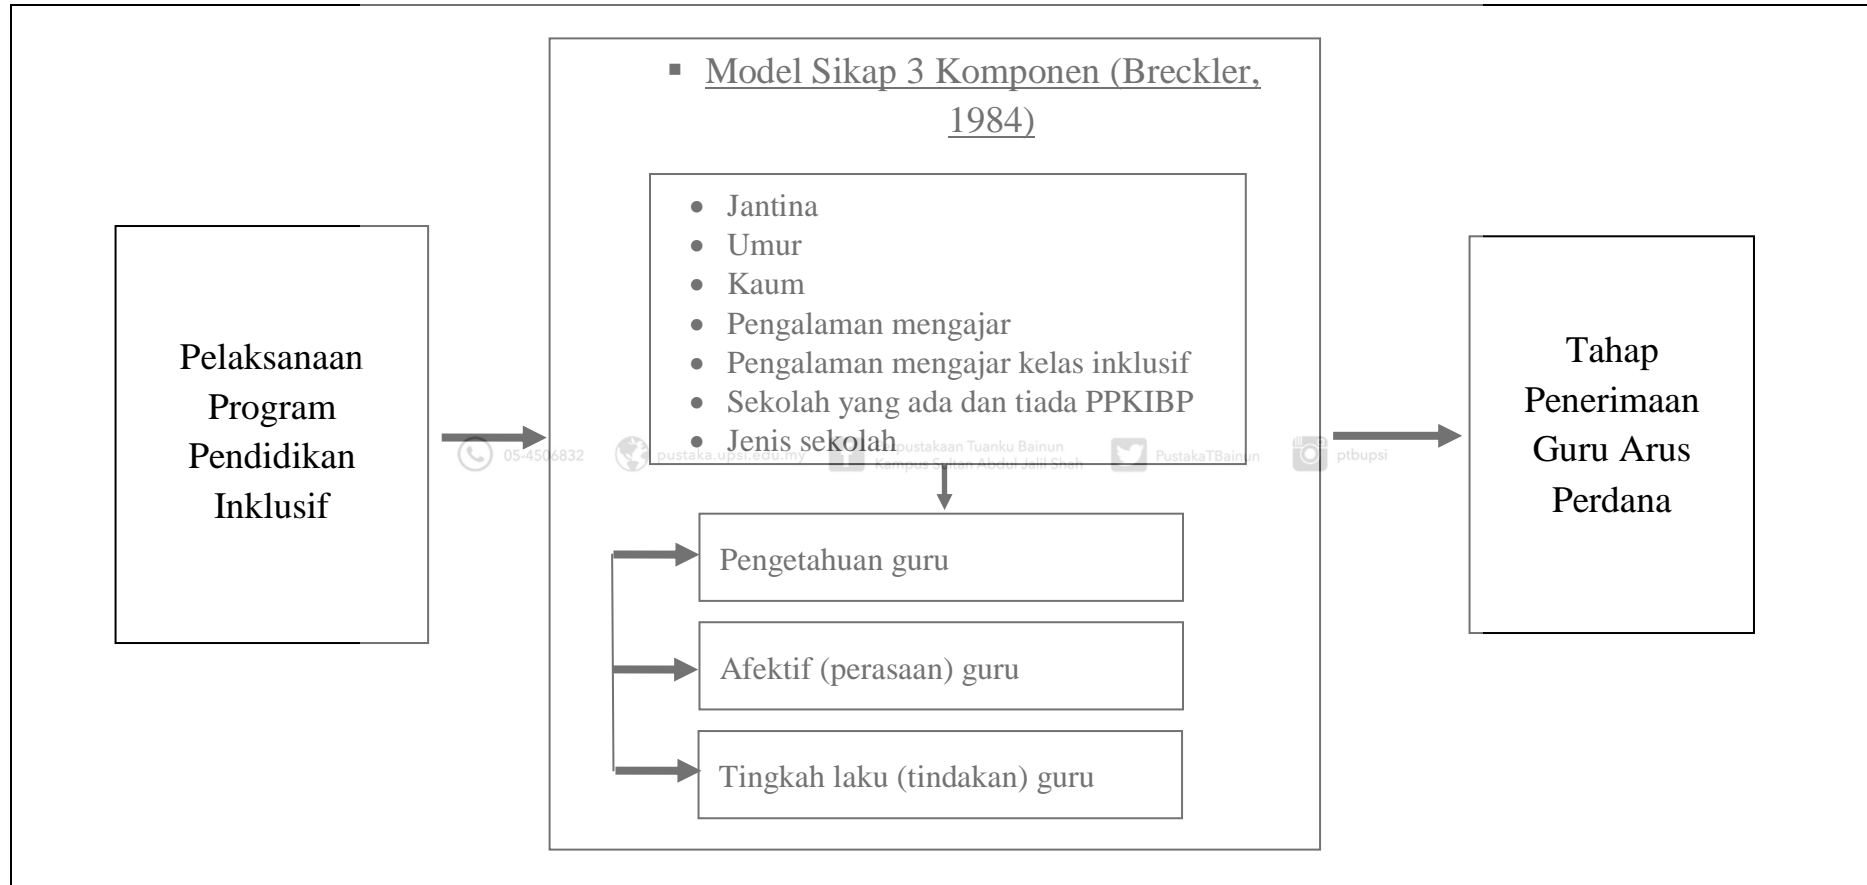 ▪ Model Sikap 3 Komponen (Breckler,
1984)
• Jantina
• Umur
• Kaum
• Pengalaman mengajar
• Pengalaman mengajar kelas inklusif
• Sekolah yang ada dan tiada PPKIBP
• Jenis sekolah
Pelaksanaan
Program
Pendidikan
Inklusif
Tahap
Penerimaan
Guru Arus
Perdana
05-4506832
pustaka.upsi.edu.my
Perpustakaan Tuanku Bainun
Kampus Sultan Abdul Jalil Shah
PustakaTBainun
ptbupsi
Pengetahuan guru
Afektif (perasaan) guru
Tingkah laku (tindakan) guru